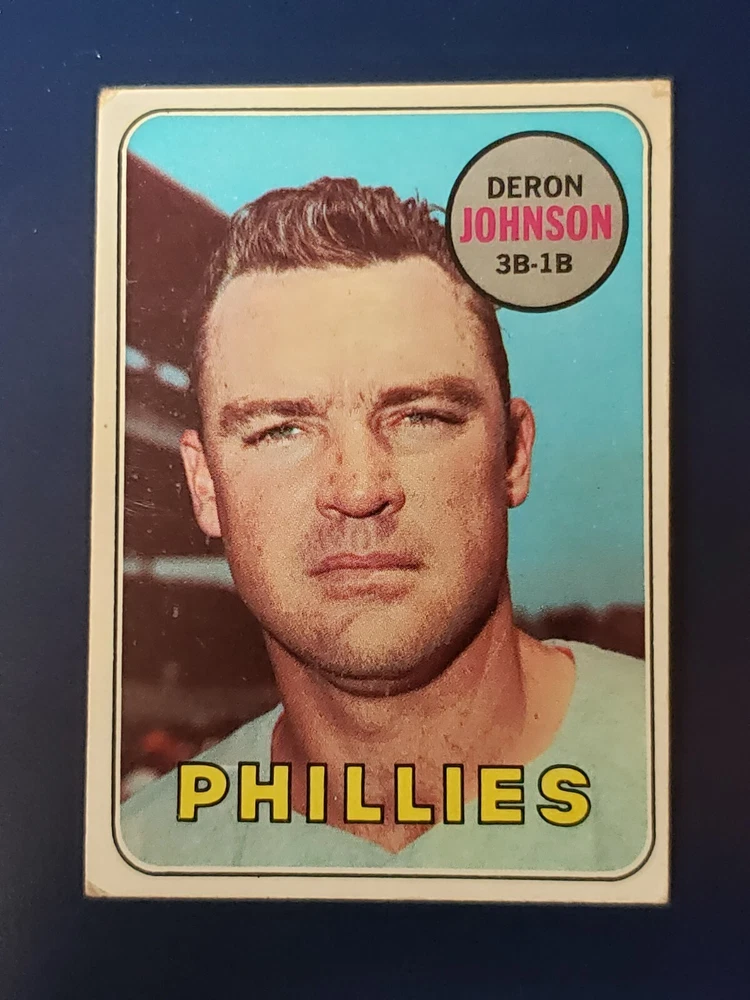 DERON
JOHNSON
3B-1B
PHILLIES